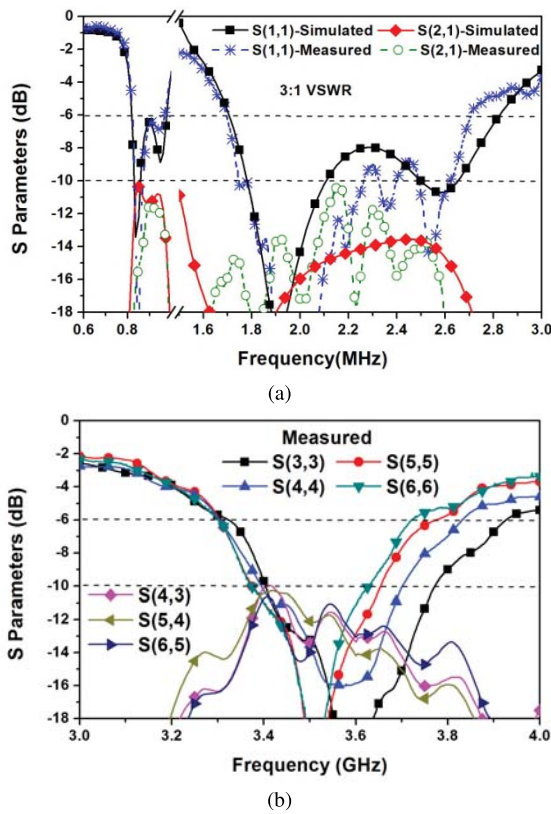 (a)
S(1,1)-Simulated S(2,1)-Simulated
S(1,1)-Measured S(2,1)-Measured
3:1 VSWR
S Parameters (dB)
0
-2
-4
-6
-8
-10
-12
-14
-16
-18
0.6 0.8 1.6 1.8 2.0 2.2 2.4 2.6 2.8 3.0
Frequency(MHz)
(a)
Measured
S(3,3) S(5,5)
S(4,4) S(6,6)
S(4,3)
S(5,4)
S(6,5)
S Parameters (dB)
0
-2
-4
-6
-8
-10
-12
-14
-16
-18
3.0 3.2 3.4 3.6 3.8 4.0
Frequency (GHz)
(b)